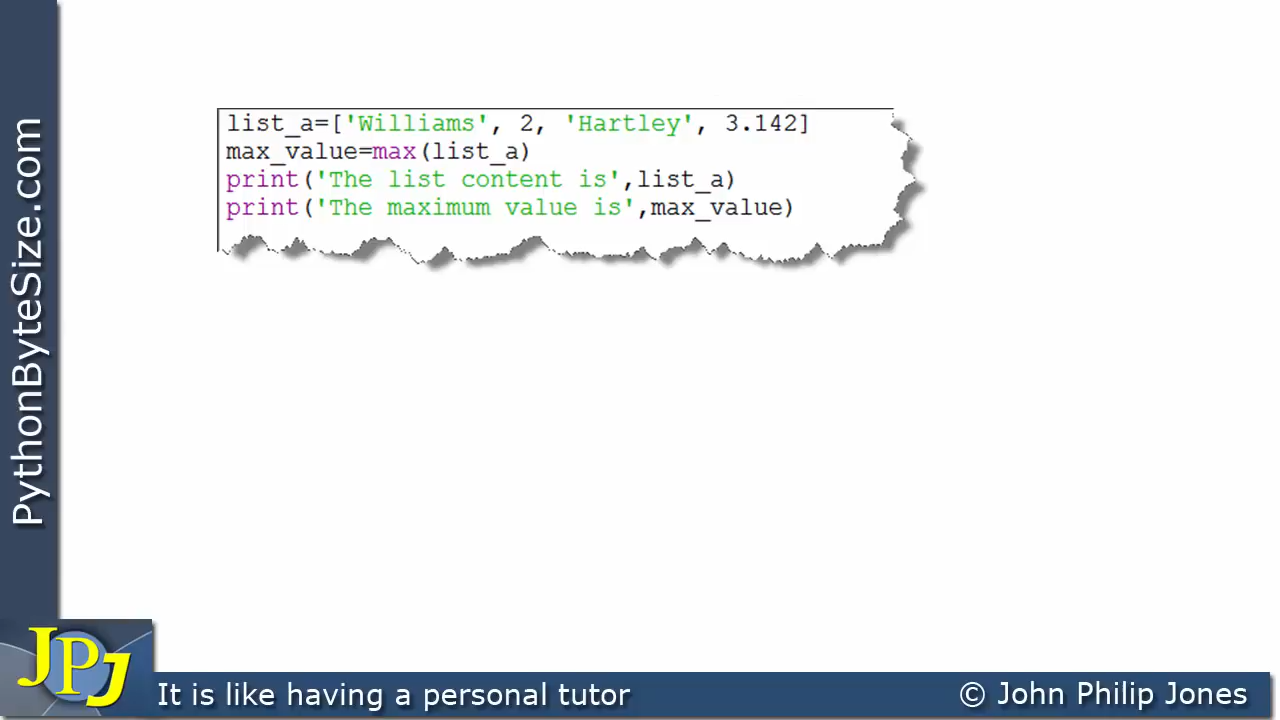 PythonByteSize.com
list_a=['Williams', 2, 'Hartley', 3.142]
max_value=max(list_a)
print('The list content is',list_a)
print('The maximum value is',max_value)
JPJ
It is like having a personal tutor
© John Philip Jones